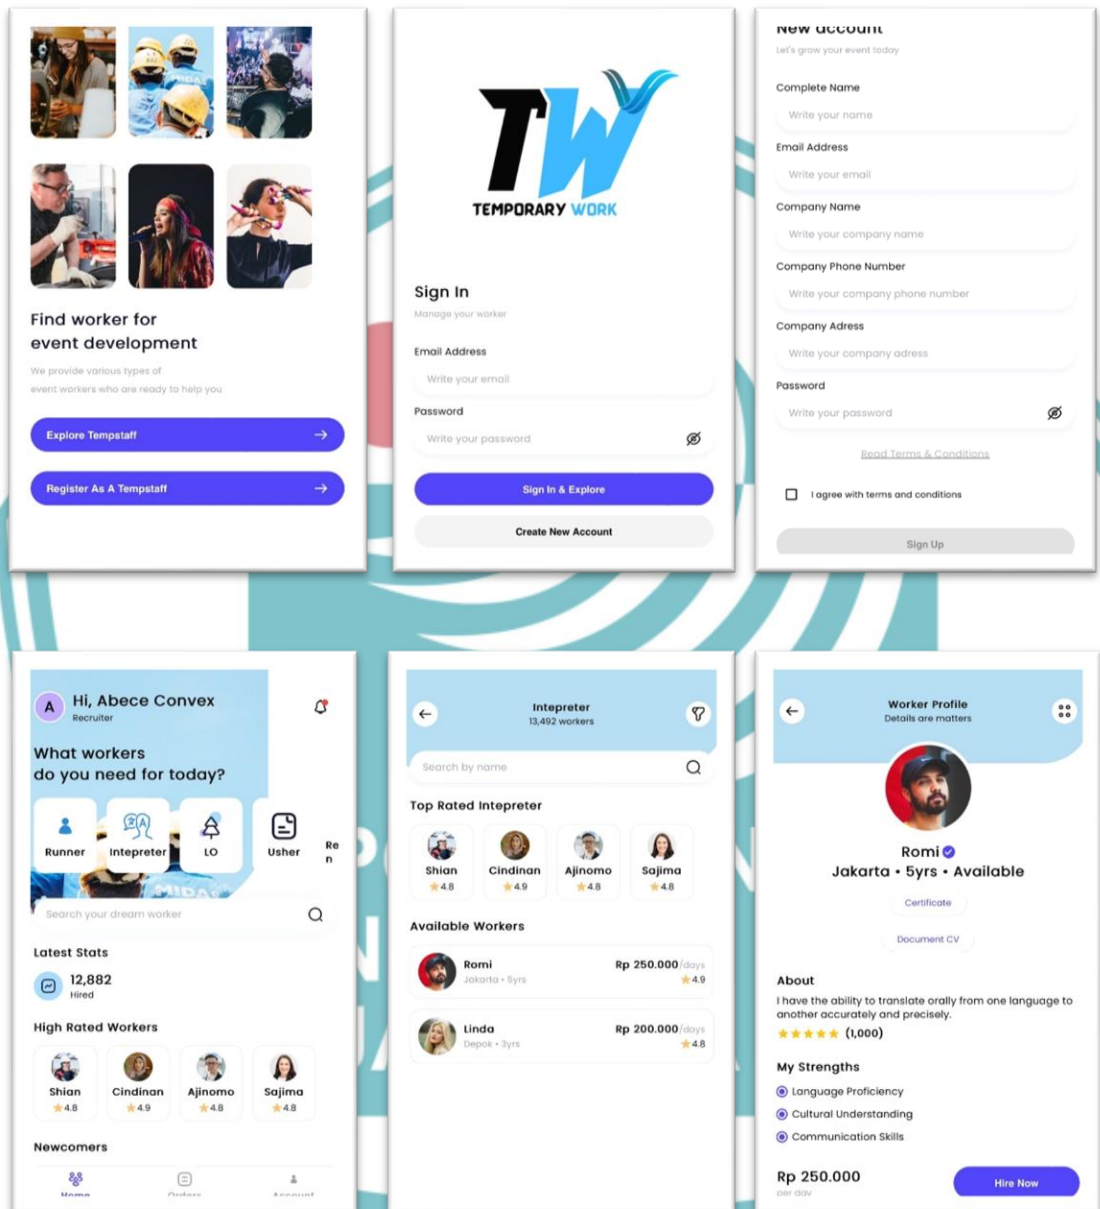 MIDAS
Find worker for
event development
We provide various types of
event workers who are ready to help you
Explore Tempstaff
Register As A Tempstaff
TW
TEMPORARY WORK
Sign In
Manage your worker
Email Address
Write your email
Password
Write your password
Sign In & Explore
Create New Account
New account
Let's grow your event today
Complete Name
Write your name
Email Address
Write your email
Company Name
Write your company name
Company Phone Number
Write your company phone number
Company Adress
Write your company adress
Password
Write your password
Read Terms & Conditions
I agree with terms and conditions
Sign Up
A
Hi, Abece Convex
Recruiter
What workers
do you need for today?
Runner
Intepreter
LO
Usher
Re
n
MIDA
Search your dream worker
Latest Stats
12,882
Hired
High Rated Workers
Shian
4.8
Cindinan
4.9
Ajinomo
4.8
Sajima
4.8
Newcomers
Home
Orders
Account
Intepreter
13,492 workers
Search by name
Top Rated Intepreter
Shian
4.8
Cindinan
4.9
Ajinomo
4.8
Sajima
4.8
Available Workers
Romi
Jakarta • 5yrs
Rp 250.000/days
4.9
Linda
Depok • 3yrs
Rp 200.000/days
4.8
Worker Profile
Details are matters
Romi
Jakarta • 5yrs • Available
Certificate
Document CV
About
I have the ability to translate orally from one language to
another accurately and precisely.
(1,000)
My Strengths
Language Proficiency
Cultural Understanding
Communication Skills
Rp 250.000
per day
Hire Now